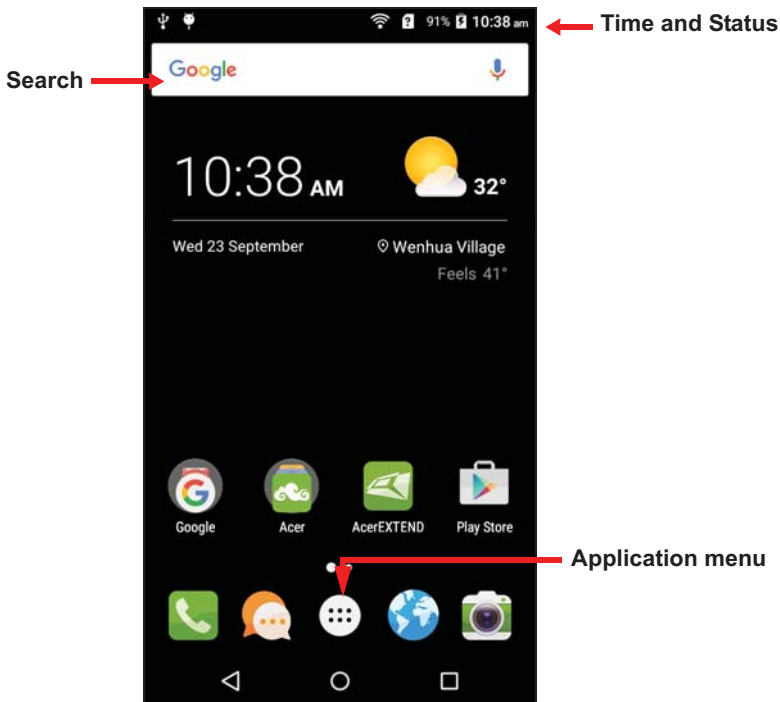 91% 10:38 am
Time and Status
Search
Google
10:38 AM
32°
Wed 23 September
Wenhua Village
Feels 41°
Google
Acer
AcerEXTEND
Play Store
Application menu